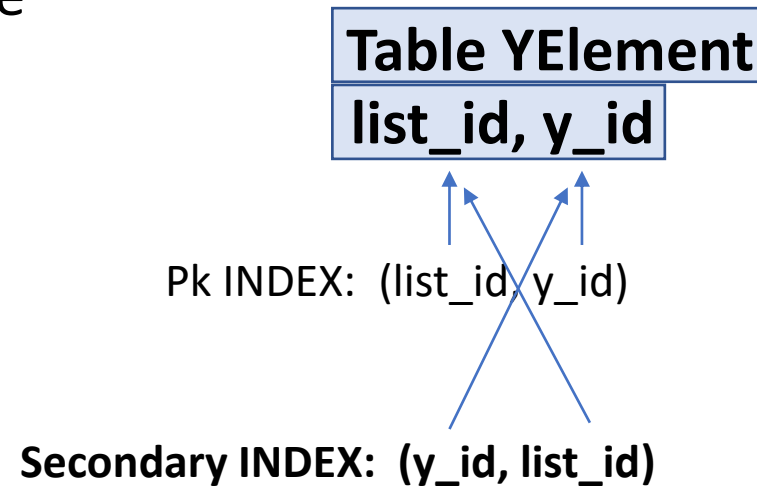 e
Table YElement
list_id, y_id
Pk INDEX: (list_id, y_id)
Secondary INDEX: (y_id, list_id)